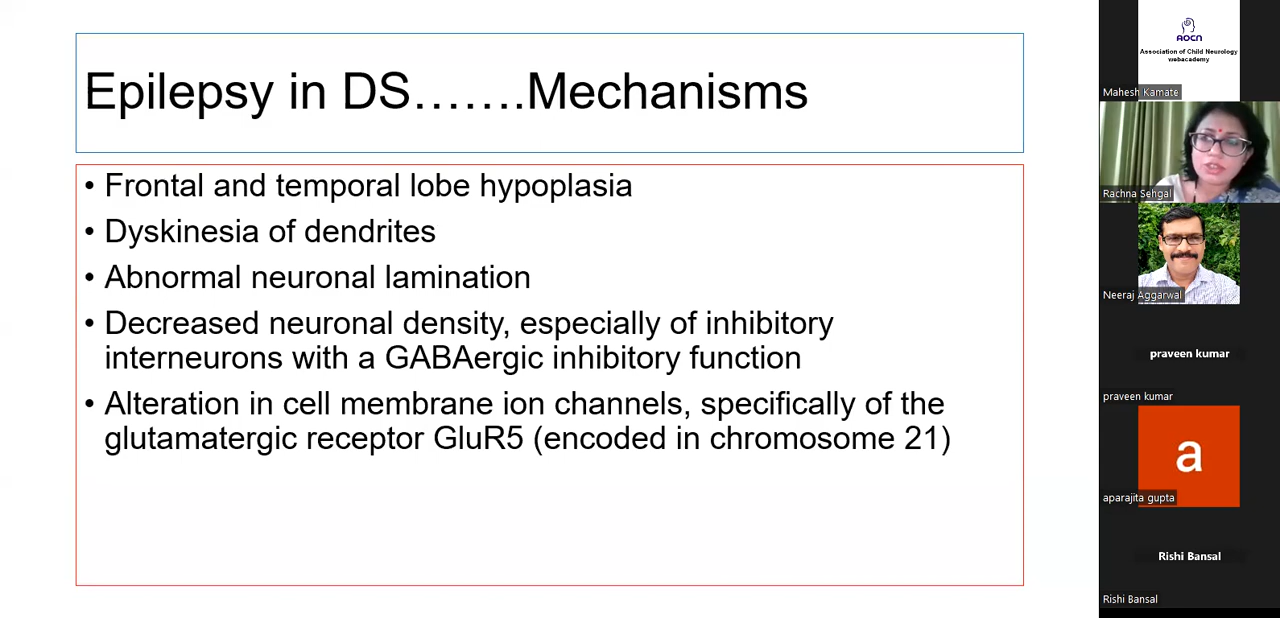 Epilepsy in DS…….Mechanisms
• Frontal and temporal lobe hypoplasia
• Dyskinesia of dendrites
• Abnormal neuronal lamination
• Decreased neuronal density, especially of inhibitory
interneurons with a GABAergic inhibitory function
• Alteration in cell membrane ion channels, specifically of the
glutamatergic receptor GluR5 (encoded in chromosome 21)
AOCN
Association of Child Neurology
webacademy
Mahesh Kamate
Rachna Sehgal
Neeraj Aggarwal
praveen kumar
praveen kumar
a
aparajita gupta
Rishi Bansal
Rishi Bansal